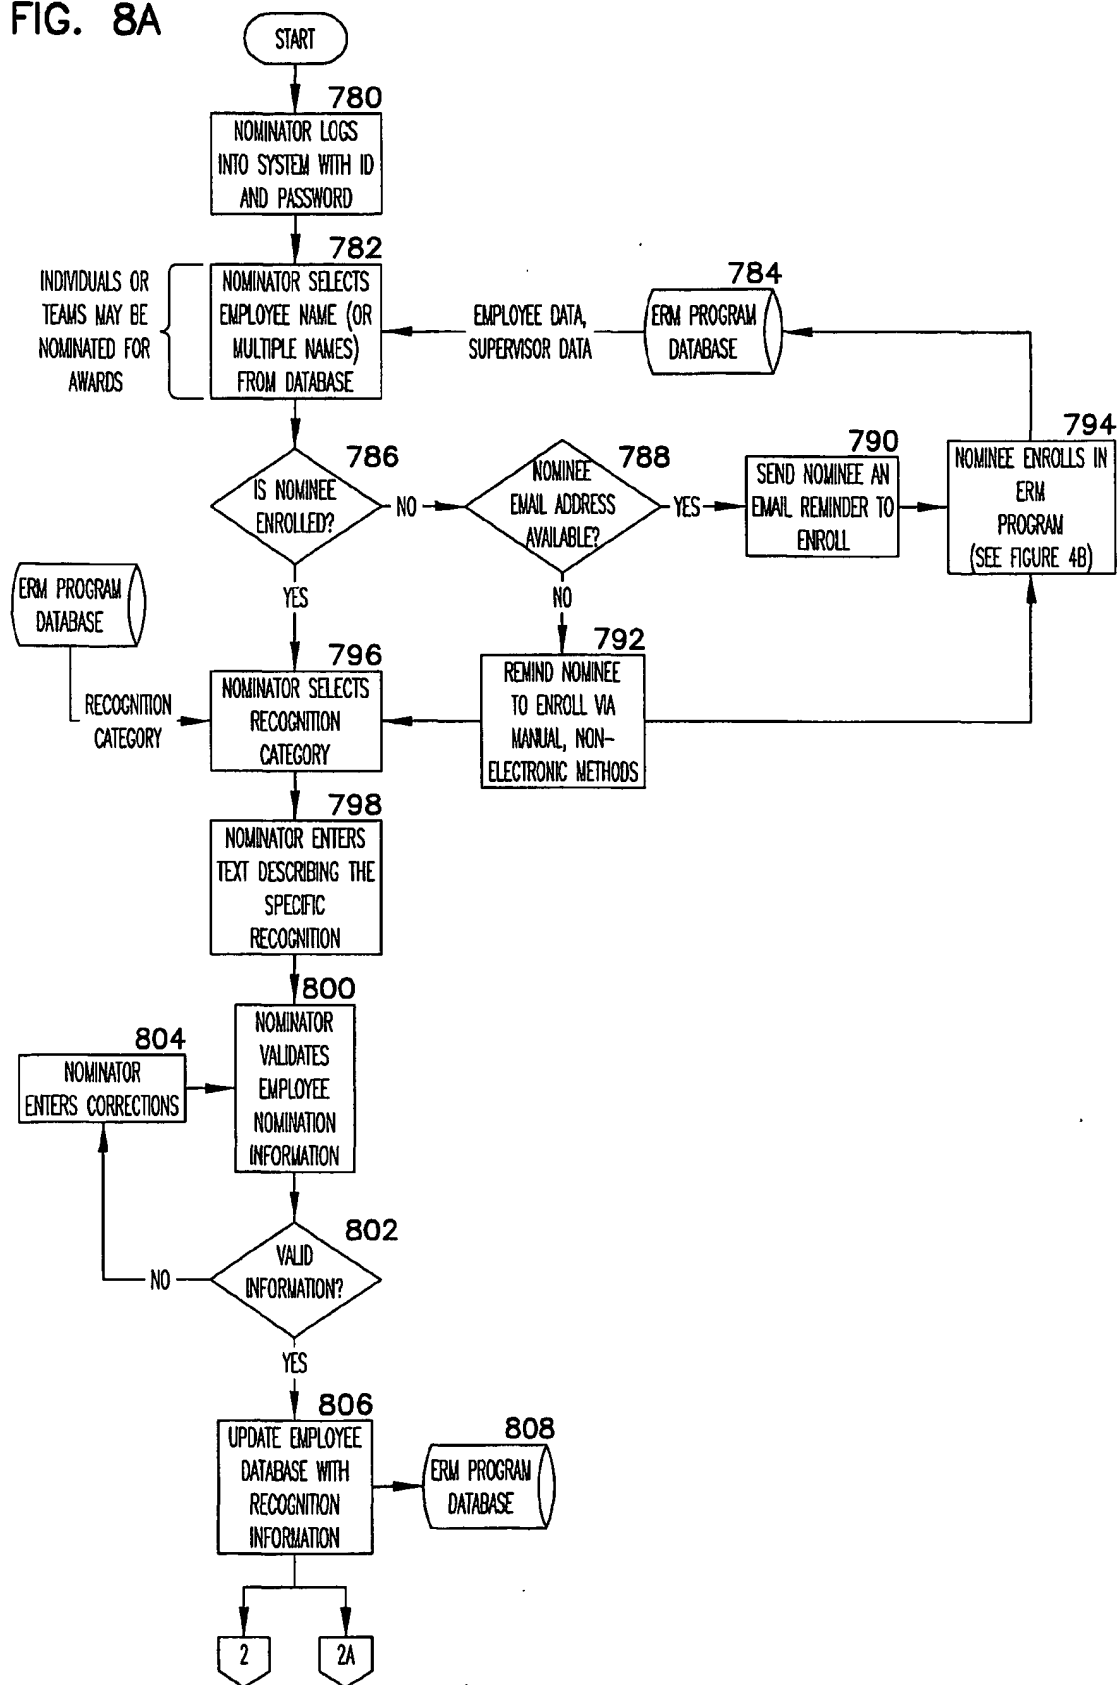 FIG. 8A
START
780
NOMINATOR LOGS
INTO SYSTEM WITH ID
AND PASSWORD
782
INDIVIDUALS OR
TEAMS MAY BE
NOMINATED FOR
AWARDS
NOMINATOR SELECTS
EMPLOYEE NAME (OR
MULTIPLE NAMES)
FROM DATABASE
EMPLOYEE DATA,
SUPERVISOR DATA
784
ERM PROGRAM
DATABASE
786
IS NOMINEE
ENROLLED?
NO
788
NOMINEE
EMAIL ADDRESS
AVAILABLE?
YES
790
SEND NOMINEE AN
EMAIL REMINDER TO
ENROLL
794
NOMINEE ENROLLS IN
ERM
PROGRAM
(SEE FIGURE 4B)
YES
NO
ERM PROGRAM
DATABASE
RECOGNITION
CATEGORY
796
NOMINATOR SELECTS
RECOGNITION
CATEGORY
792
REMIND NOMINEE
TO ENROLL VIA
MANUAL, NON-
ELECTRONIC METHODS
798
NOMINATOR ENTERS
TEXT DESCRIBING THE
SPECIFIC
RECOGNITION
800
NOMINATOR
VALIDATES
EMPLOYEE
NOMINATION
INFORMATION
804
NOMINATOR
ENTERS CORRECTIONS
802
VALID
INFORMATION?
NO
YES
806
UPDATE EMPLOYEE
DATABASE WITH
RECOGNITION
INFORMATION
808
ERM PROGRAM
DATABASE
2
2A